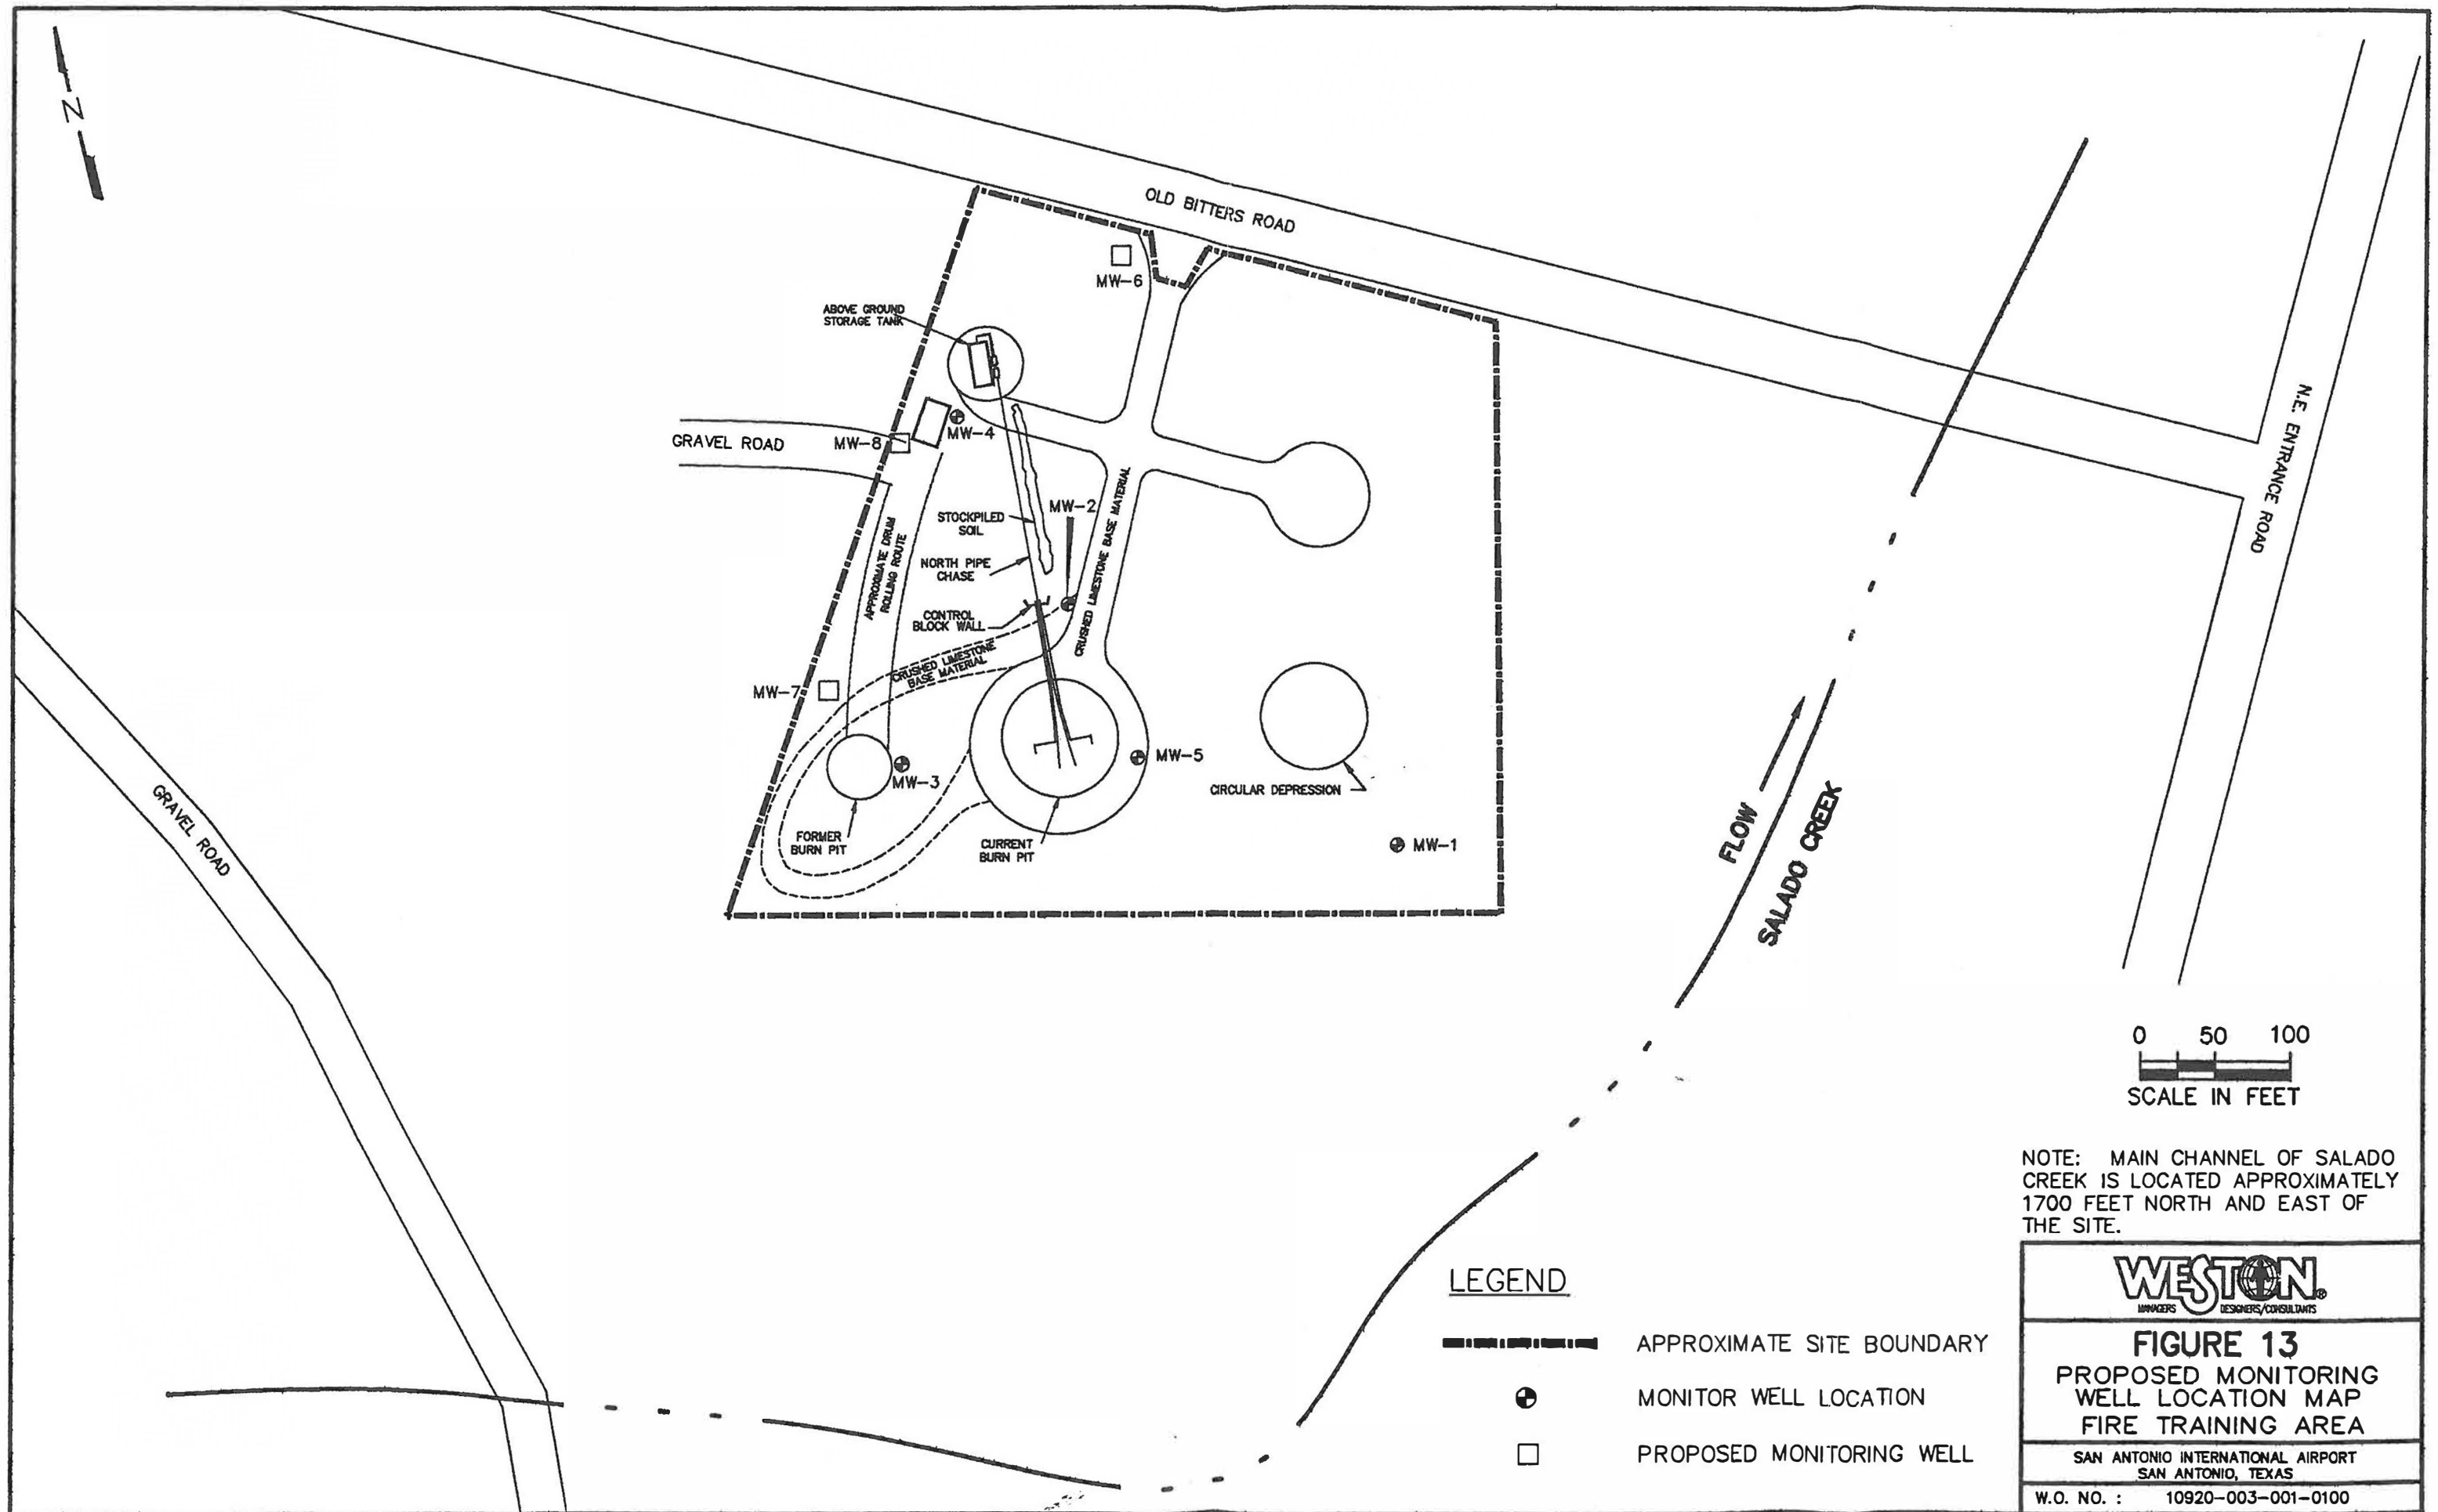 N
OLD BITTERS ROAD
MW-6
ABOVE GROUND
STORAGE TANK
N.E. ENTRANCE ROAD
GRAVEL ROAD
MW-8
MW-4
STOCKPILED
SOIL
MW-2
CRUSHED LIMESTONE BASE MATERIAL
APPROXIMATE DRUM
ROLLING ROUTE
NORTH PIPE
CHASE
CONTROL
BLOCK WALL
CRUSHED LIMESTONE
BASE MATERIAL
MW-7
MW-3
MW-5
CIRCULAR DEPRESSION
FORMER
BURN PIT
CURRENT
BURN PIT
MW-1
GRAVEL ROAD
FLOW
SALADO CREEK
0 50 100
SCALE IN FEET
NOTE: MAIN CHANNEL OF SALADO
CREEK IS LOCATED APPROXIMATELY
1700 FEET NORTH AND EAST OF
THE SITE.
LEGEND
APPROXIMATE SITE BOUNDARY
MONITOR WELL LOCATION
PROPOSED MONITORING WELL
WESTON®
MANAGERS DESIGNERS/CONSULTANTS
FIGURE 13
PROPOSED MONITORING
WELL LOCATION MAP
FIRE TRAINING AREA
SAN ANTONIO INTERNATIONAL AIRPORT
SAN ANTONIO, TEXAS
W.O. NO. : 10920-003-001-0100